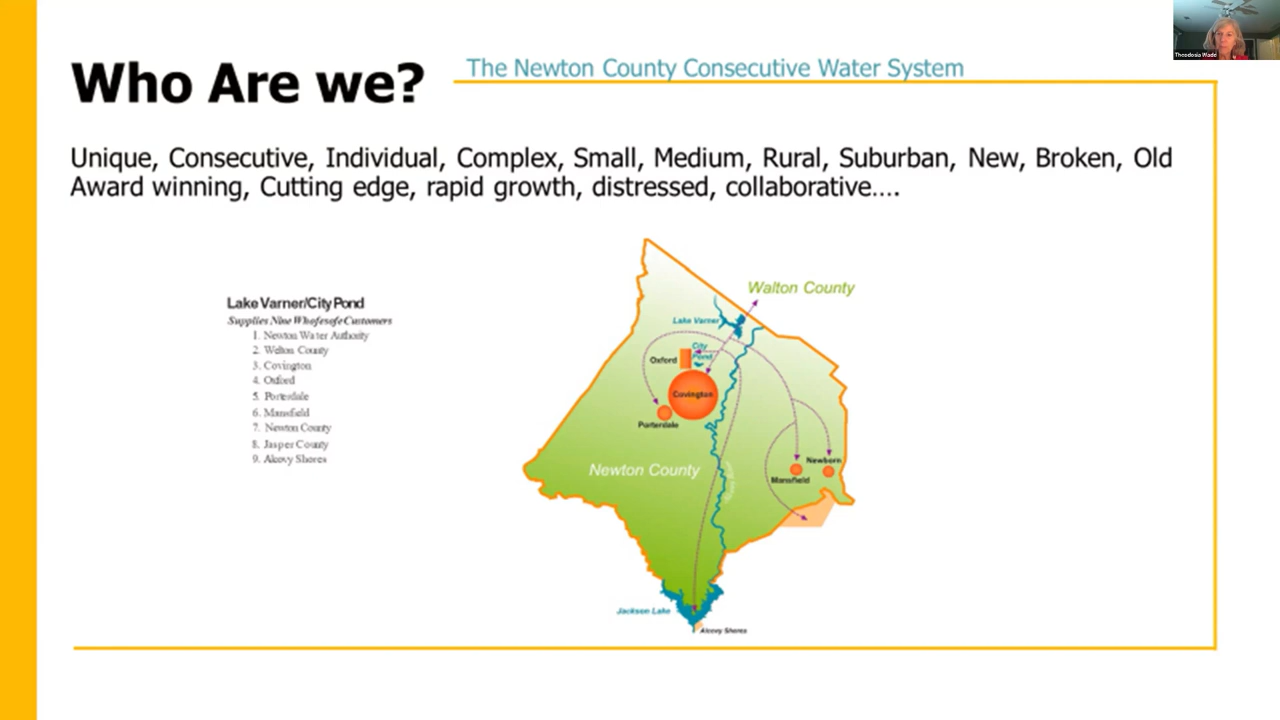 Theodosia Wade
Who Are we?
The Newton County Consecutive Water System
Unique, Consecutive, Individual, Complex, Small, Medium, Rural, Suburban, New, Broken, Old
Award winning, Cutting edge, rapid growth, distressed, collaborative....
Lake Varner/City Pond
Supplies Nine Wholesale Customers
1. Newton Water Authority
2. Walton County
3. Covington
4. Oxford
5. Porterdale
6. Mansfield
7. Newton County
8. Jasper County
9. Alcovy Shores
Walton County
Lake Varner
City
Pond
Oxford
Covington
Porterdale
Newborn
Newton County
Mansfield
Jackson Lake
Alcovy Shores